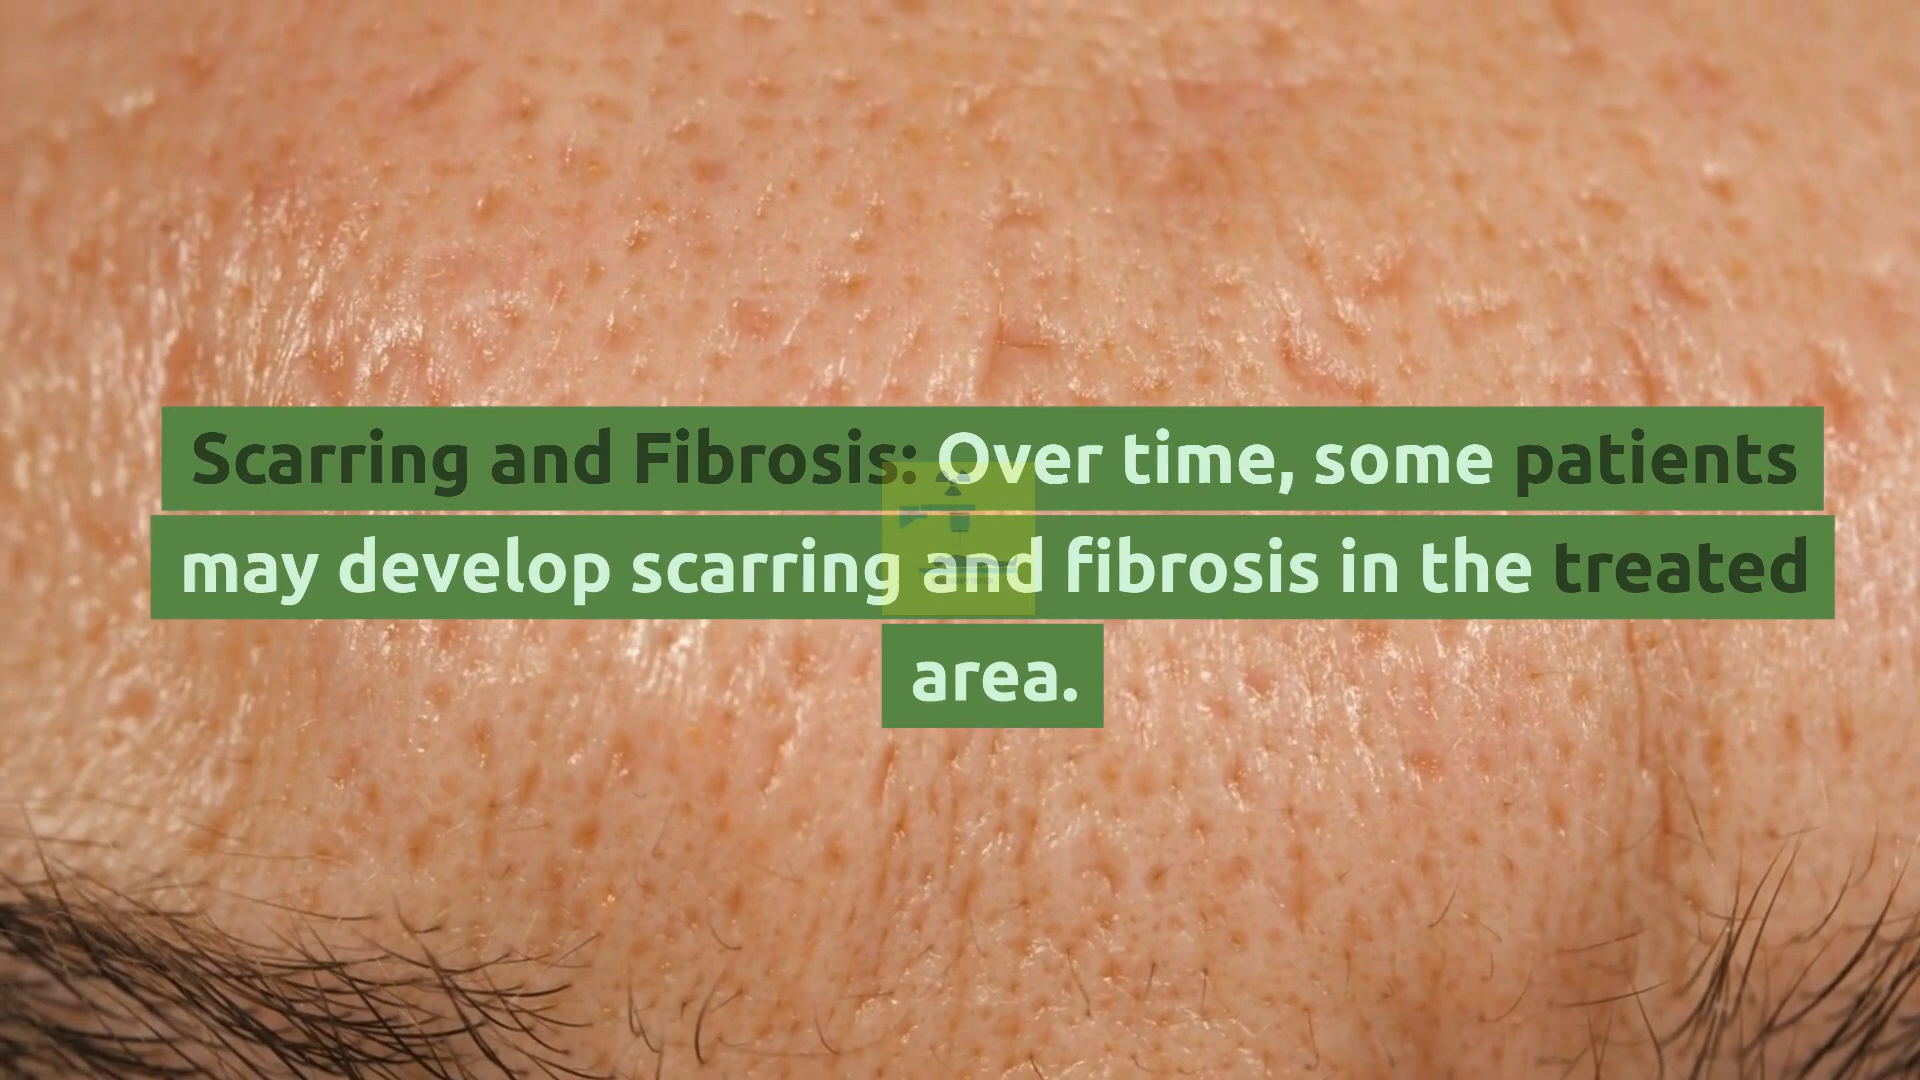 Scarring and Fibrosis: Over time, some patients
may develop scarring and fibrosis in the treated
area.